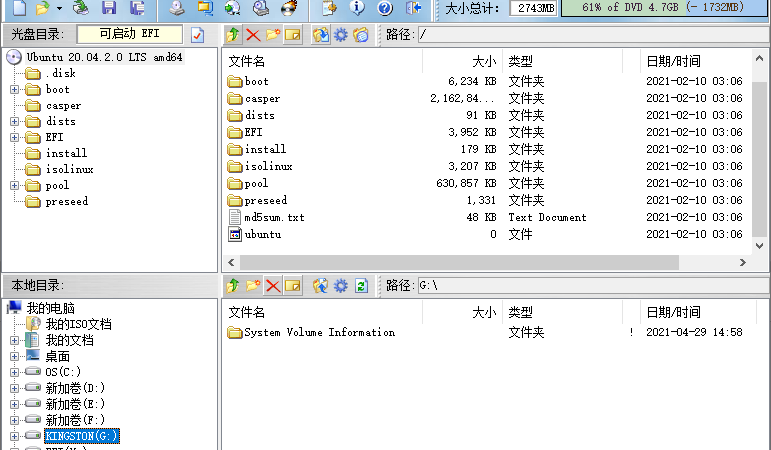 大小总计: 2743MB 61% of DVD 4.7GB (- 1732MB)
光盘目录: 可启动 EFI 路径: /
Ubuntu 20.04.2.0 LTS amd64
.disk
boot
casper
dists
EFI
install
isolinux
pool
preseed
文件名 大小 类型 日期/时间
boot 6,234 KB 文件夹 2021-02-10 03:06
casper 2,162,84... 文件夹 2021-02-10 03:06
dists 91 KB 文件夹 2021-02-10 03:06
EFI 3,952 KB 文件夹 2021-02-10 03:06
install 179 KB 文件夹 2021-02-10 03:06
isolinux 3,207 KB 文件夹 2021-02-10 03:06
pool 630,857 KB 文件夹 2021-02-10 03:06
preseed 1,331 文件夹 2021-02-10 03:06
md5sum.txt 48 KB Text Document 2021-02-10 03:06
ubuntu 0 文件 2021-02-10 03:06
本地目录: 路径: G:\
我的电脑
我的ISO文档
我的文档
桌面
OS(C:)
新加卷(D:)
新加卷(E:)
新加卷(F:)
KINGSTON(G:)
文件名 大小 类型 日期/时间
System Volume Information 文件夹 ! 2021-04-29 14:58